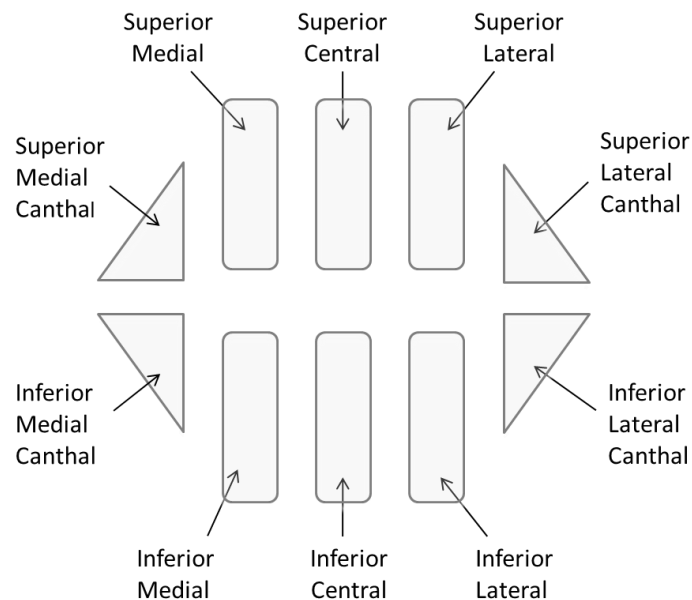 Superior
Medial
Superior
Central
Superior
Lateral
Superior
Medial
Canthal
Superior
Lateral
Canthal
Inferior
Medial
Canthal
Inferior
Lateral
Canthal
Inferior
Medial
Inferior
Central
Inferior
Lateral